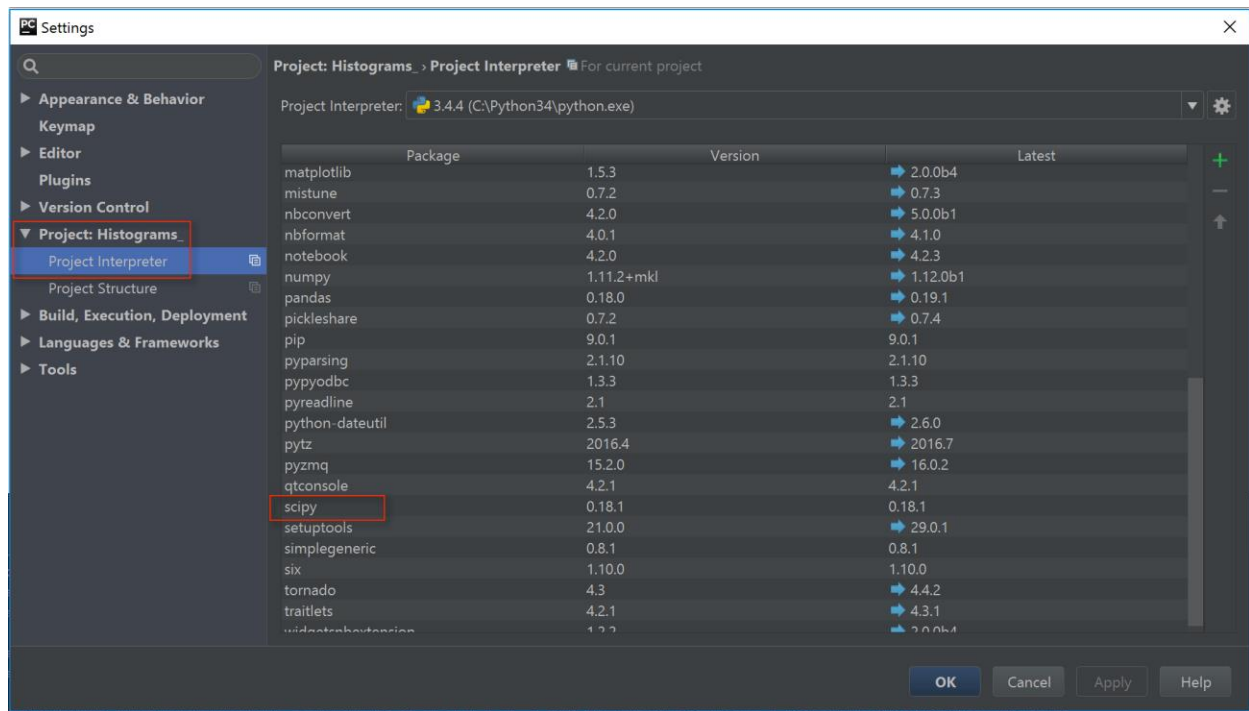 PC Settings
Project: Histograms_ › Project Interpreter For current project
Appearance & Behavior
Keymap
Editor
Plugins
Version Control
Project: Histograms_
Project Interpreter
Project Structure
Build, Execution, Deployment
Languages & Frameworks
Tools
Project Interpreter: 3.4.4 (C:\Python34\python.exe)
Package Version Latest
matplotlib 1.5.3 2.0.0b4
mistune 0.7.2 0.7.3
nbconvert 4.2.0 5.0.0b1
nbformat 4.0.1 4.1.0
notebook 4.2.0 4.2.3
numpy 1.11.2+mkl 1.12.0b1
pandas 0.18.0 0.19.1
pickleshare 0.7.2 0.7.4
pip 9.0.1 9.0.1
pyparsing 2.1.10 2.1.10
pypyodbc 1.3.3 1.3.3
pyreadline 2.1 2.1
python-dateutil 2.5.3 2.6.0
pytz 2016.4 2016.7
pyzmq 15.2.0 16.0.2
qtconsole 4.2.1 4.2.1
scipy 0.18.1 0.18.1
setuptools 21.0.0 29.0.1
simplegeneric 0.8.1 0.8.1
six 1.10.0 1.10.0
tornado 4.3 4.4.2
traitlets 4.2.1 4.3.1
widgetsnbextension 1.2.2 2.0.0b4
OK Cancel Apply Help